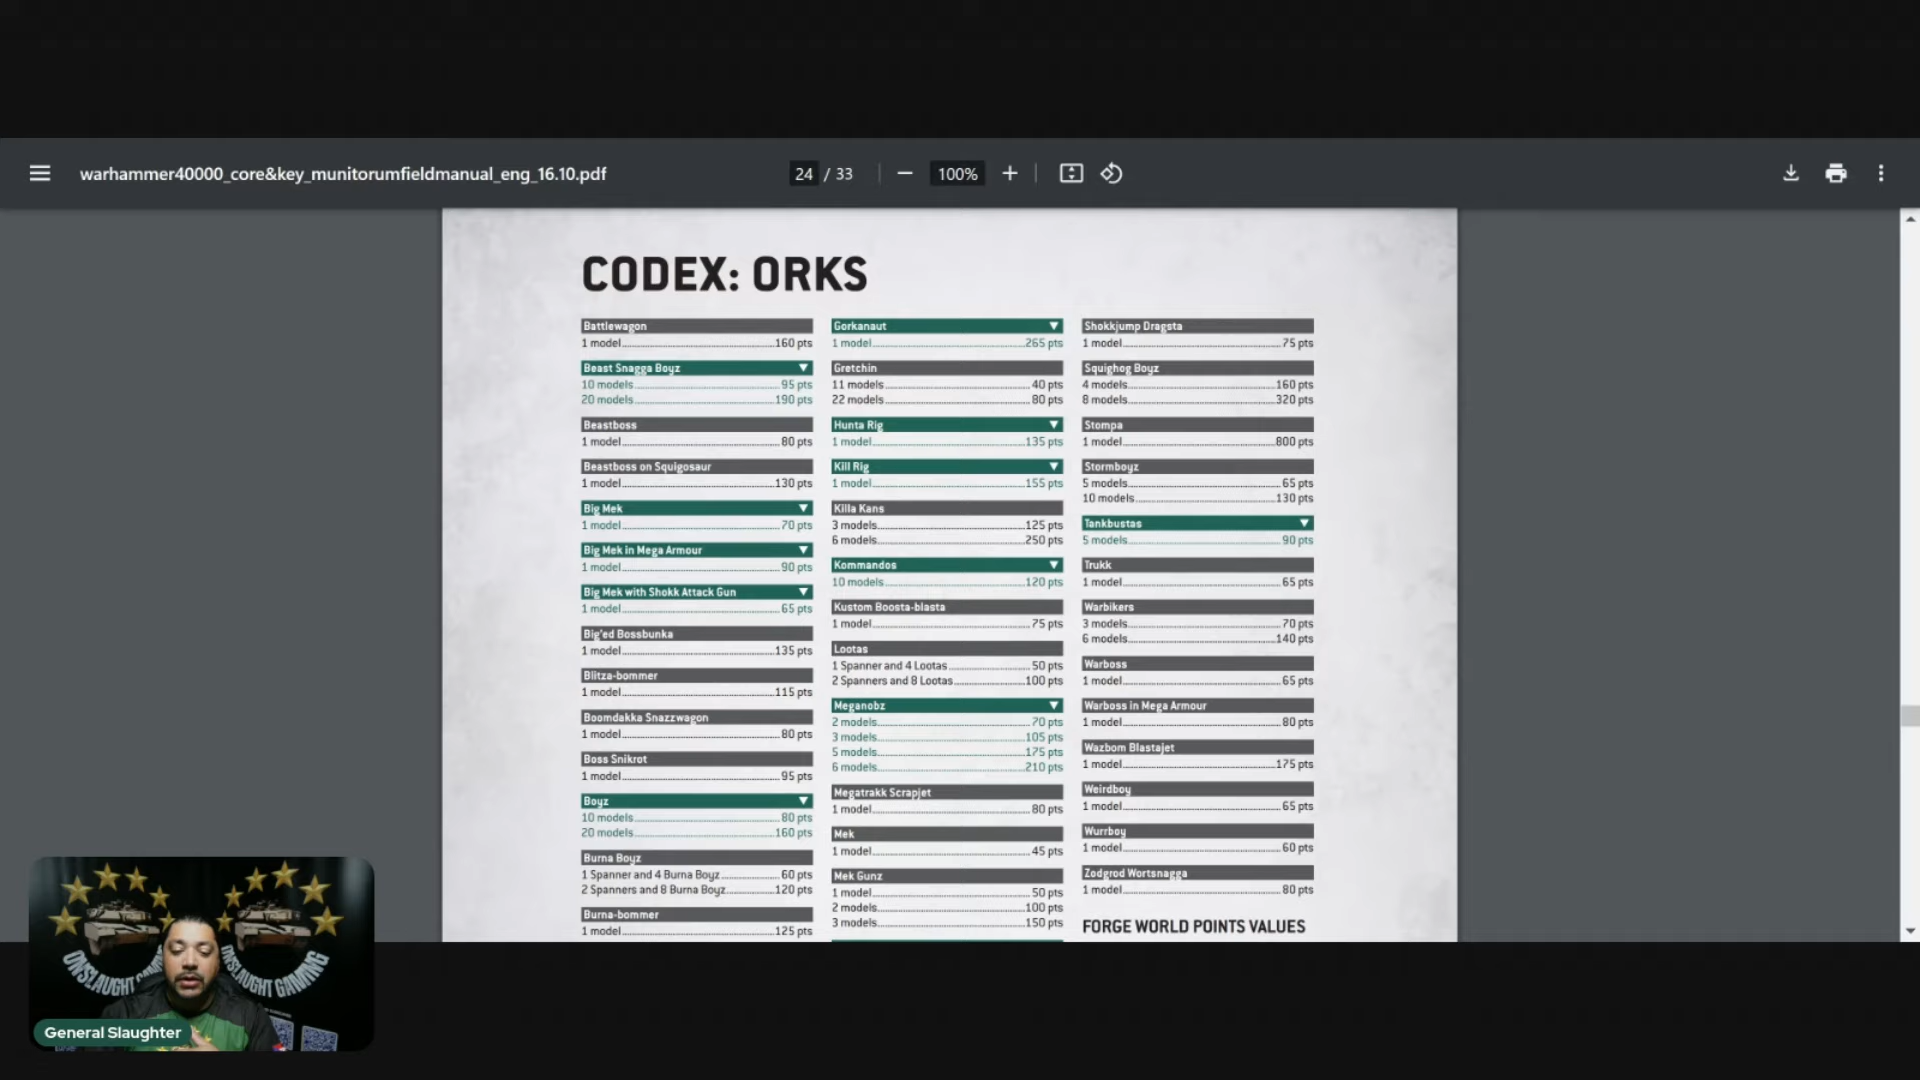 warhammer40000_core&key_munitorumfieldmanual_eng_16.10.pdf
24 / 33
100%
CODEX: ORKS
Battlewagon
1 model 160 pts
Beast Snagga Boyz
10 models 95 pts
20 models 190 pts
Beastboss
1 model 80 pts
Beastboss on Squigosaur
1 model 130 pts
Big Mek
1 model 70 pts
Big Mek in Mega Armour
1 model 90 pts
Big Mek with Shokk Attack Gun
1 model 65 pts
Big'ed Bossbunka
1 model 135 pts
Blitza-bommer
1 model 115 pts
Boomdakka Snazzwagon
1 model 80 pts
Boss Snikrot
1 model 95 pts
Boyz
10 models 80 pts
20 models 160 pts
Burna Boyz
1 Spanner and 4 Burna Boyz 60 pts
2 Spanners and 8 Burna Boyz 120 pts
Burna-bommer
1 model 125 pts
Gorkanaut
1 model 265 pts
Gretchin
11 models 40 pts
22 models 80 pts
Hunta Rig
1 model 135 pts
Kill Rig
1 model 155 pts
Killa Kans
3 models 125 pts
6 models 250 pts
Kommandos
10 models 120 pts
Kustom Boosta-blasta
1 model 75 pts
Lootas
1 Spanner and 4 Lootas 50 pts
2 Spanners and 8 Lootas 100 pts
Meganobz
2 models 70 pts
3 models 105 pts
5 models 175 pts
6 models 210 pts
Megatrakk Scrapjet
1 model 80 pts
Mek
1 model 45 pts
Mek Gunz
1 model 50 pts
2 models 100 pts
3 models 150 pts
Shokkjump Dragsta
1 model 75 pts
Squighog Boyz
4 models 160 pts
8 models 320 pts
Stompa
1 model 800 pts
Stormboyz
5 models 65 pts
10 models 130 pts
Tankbustas
5 models 90 pts
Trukk
1 model 65 pts
Warbikers
3 models 70 pts
6 models 140 pts
Warboss
1 model 65 pts
Warboss in Mega Armour
1 model 80 pts
Wazbom Blastajet
1 model 175 pts
Weirdboy
1 model 65 pts
Wurrboy
1 model 60 pts
Zodgrod Wortsnagga
1 model 80 pts
FORGE WORLD POINTS VALUES
ONSLAUGHT
ONSLAUGHT GAMING
General Slaughter